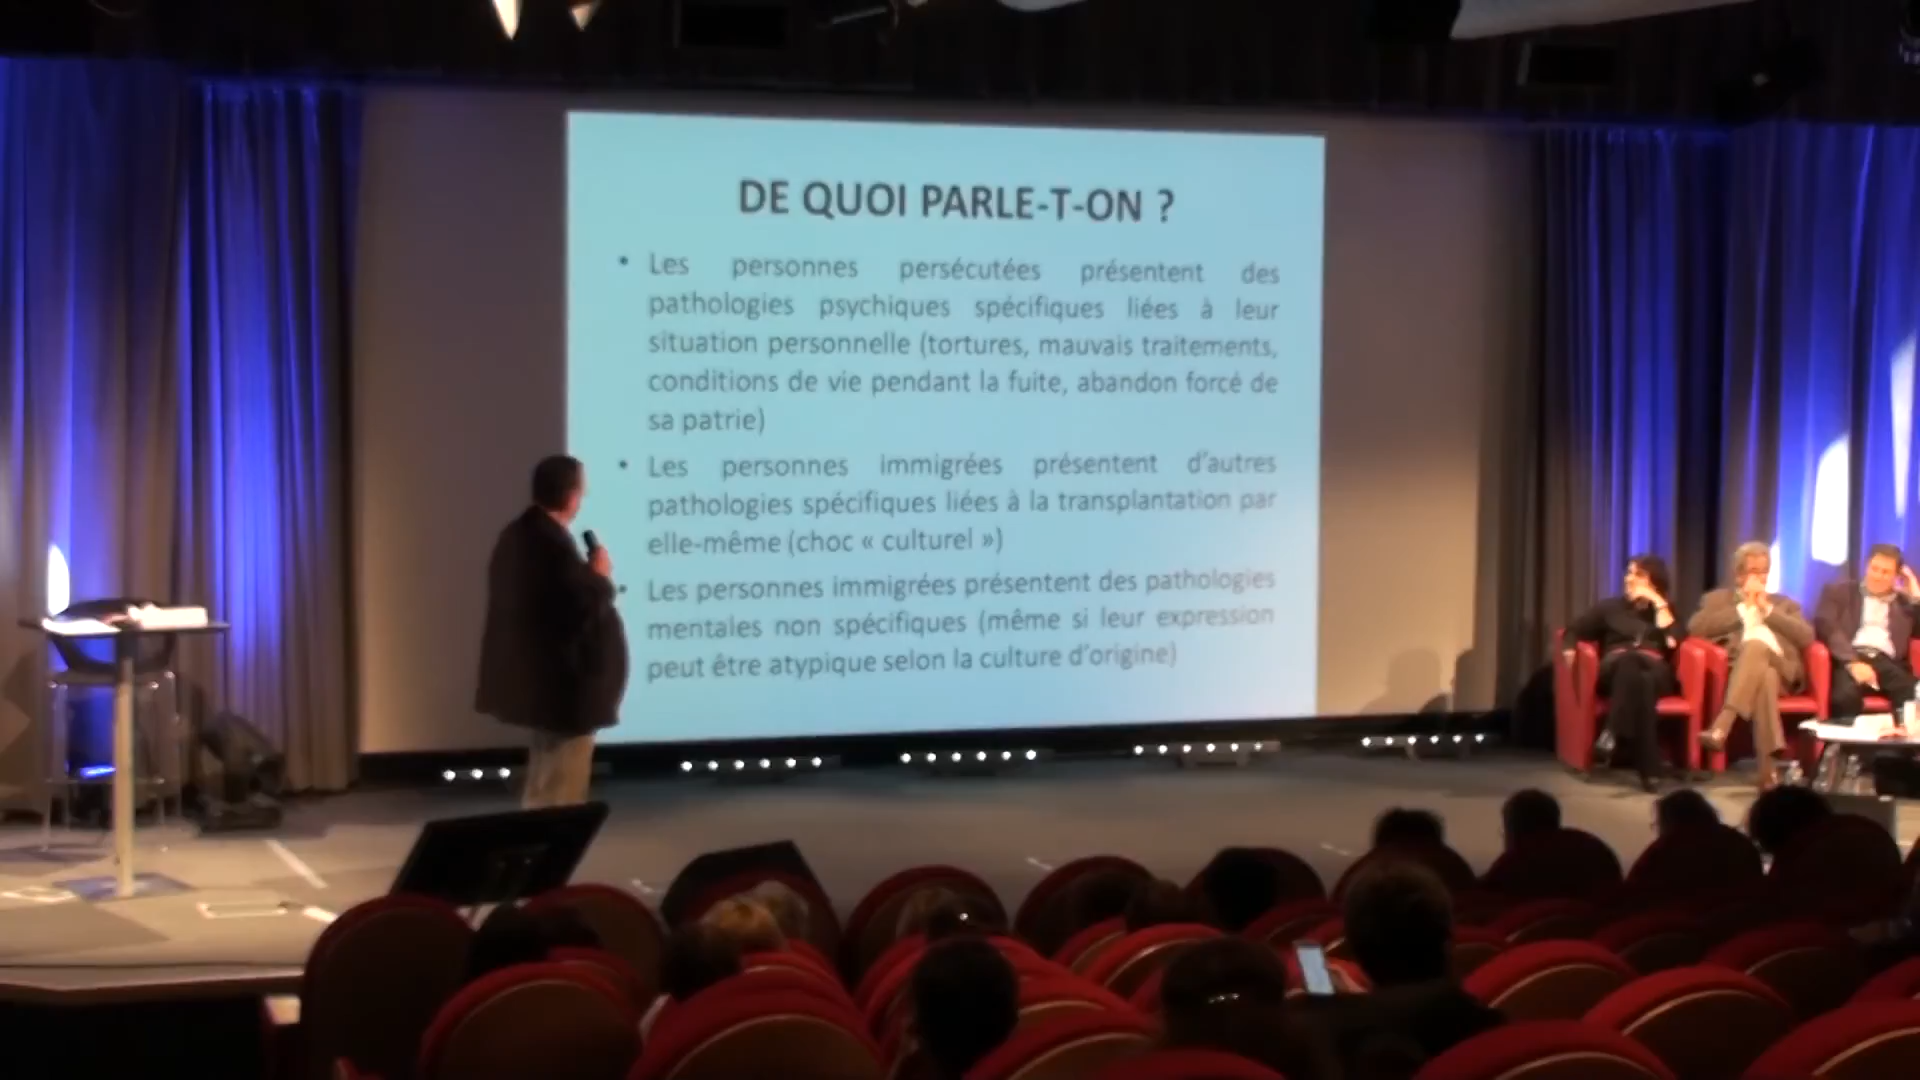 DE QUOI PARLE-T-ON ?
• Les personnes persécutées présentent des
pathologies psychiques spécifiques liées à leur
situation personnelle (tortures, mauvais traitements,
conditions de vie pendant la fuite, abandon forcé de
sa patrie)
• Les personnes immigrées présentent d'autres
pathologies spécifiques liées à la transplantation par
elle-même (choc « culturel »)
• Les personnes immigrées présentent des pathologies
mentales non spécifiques (même si leur expression
peut être atypique selon la culture d'origine)